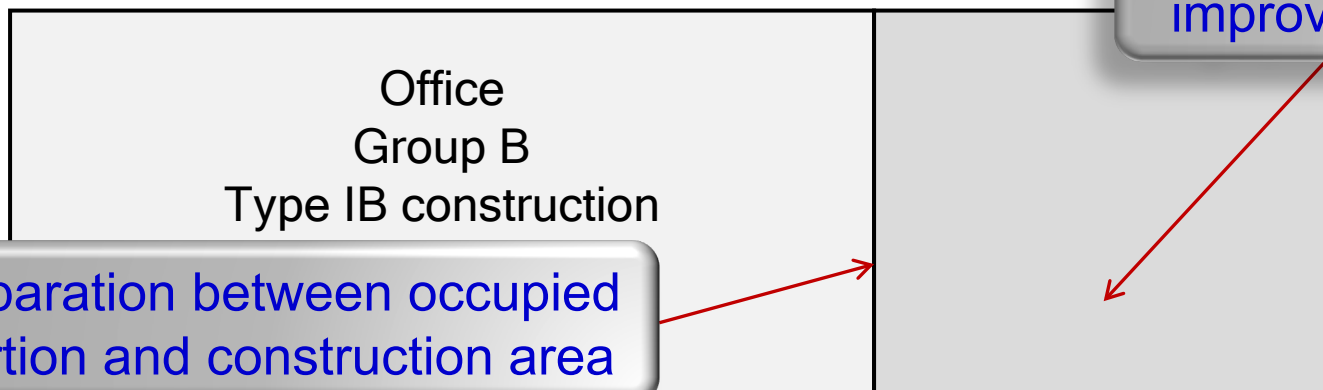 improv
Office
Group B
Type IB construction
paration between occupied
rtion and construction area